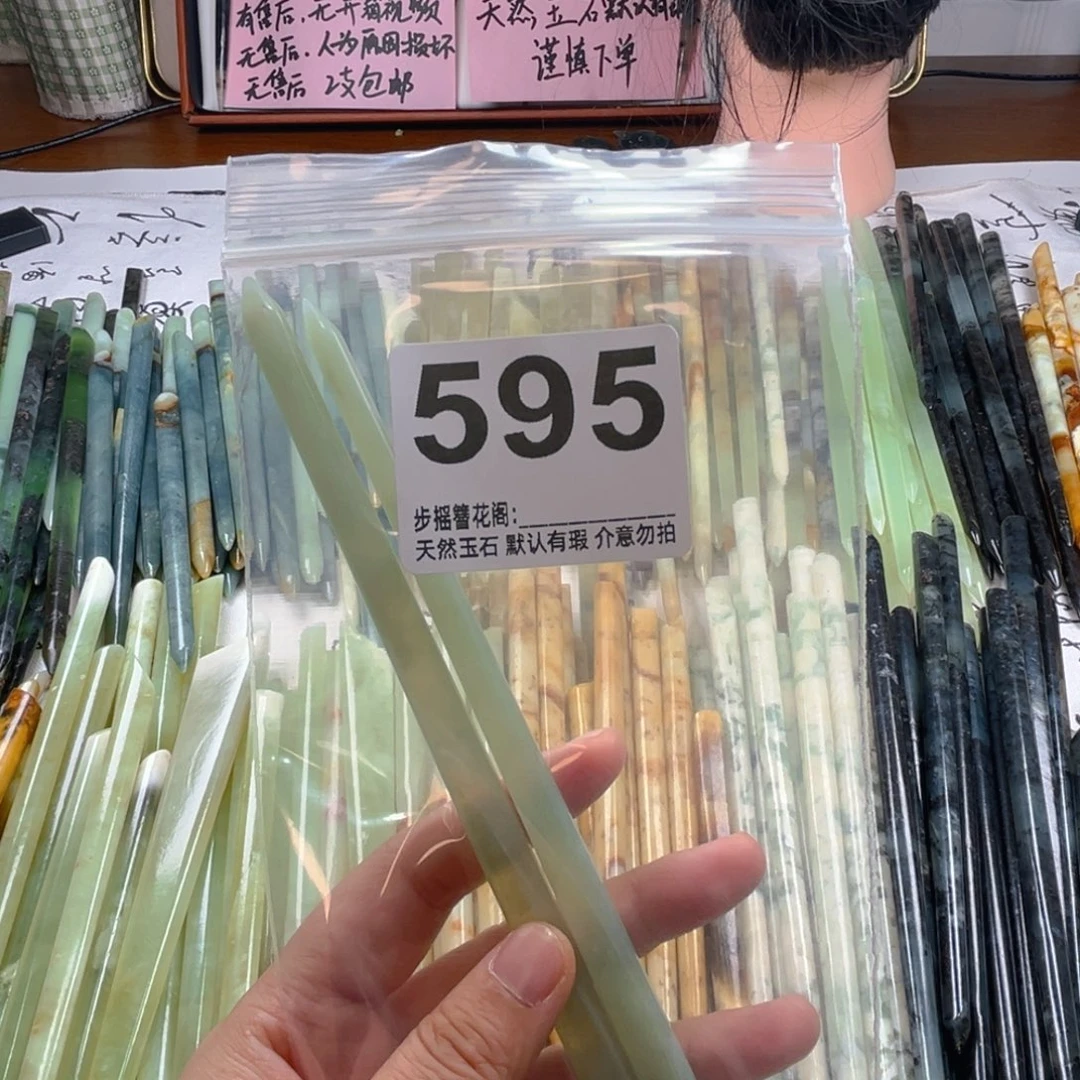 有售后,无开箱视频
无售后,人为原因损坏
无售后 2支包邮
天然玉石默认有瑕
谨慎下单
595
步摇簪花阁:
天然玉石 默认有瑕 介意勿拍